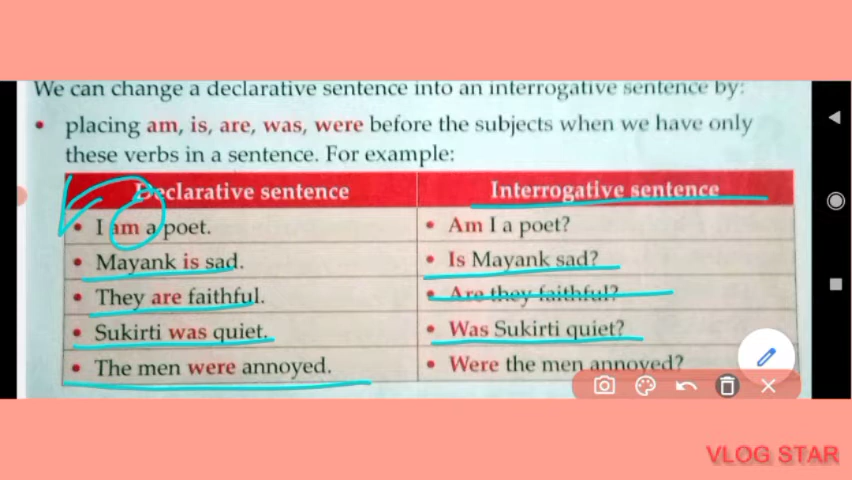 We can change a declarative sentence into an interrogative sentence by:
• placing am, is, are, was, were before the subjects when we have only
these verbs in a sentence. For example:
Declarative sentence Interrogative sentence
• I am a poet. • Am I a poet?
• Mayank is sad. • Is Mayank sad?
• They are faithful. • Are they faithful?
• Sukirti was quiet. • Was Sukirti quiet?
• The men were annoyed. • Were the men annoyed?
VLOG STAR